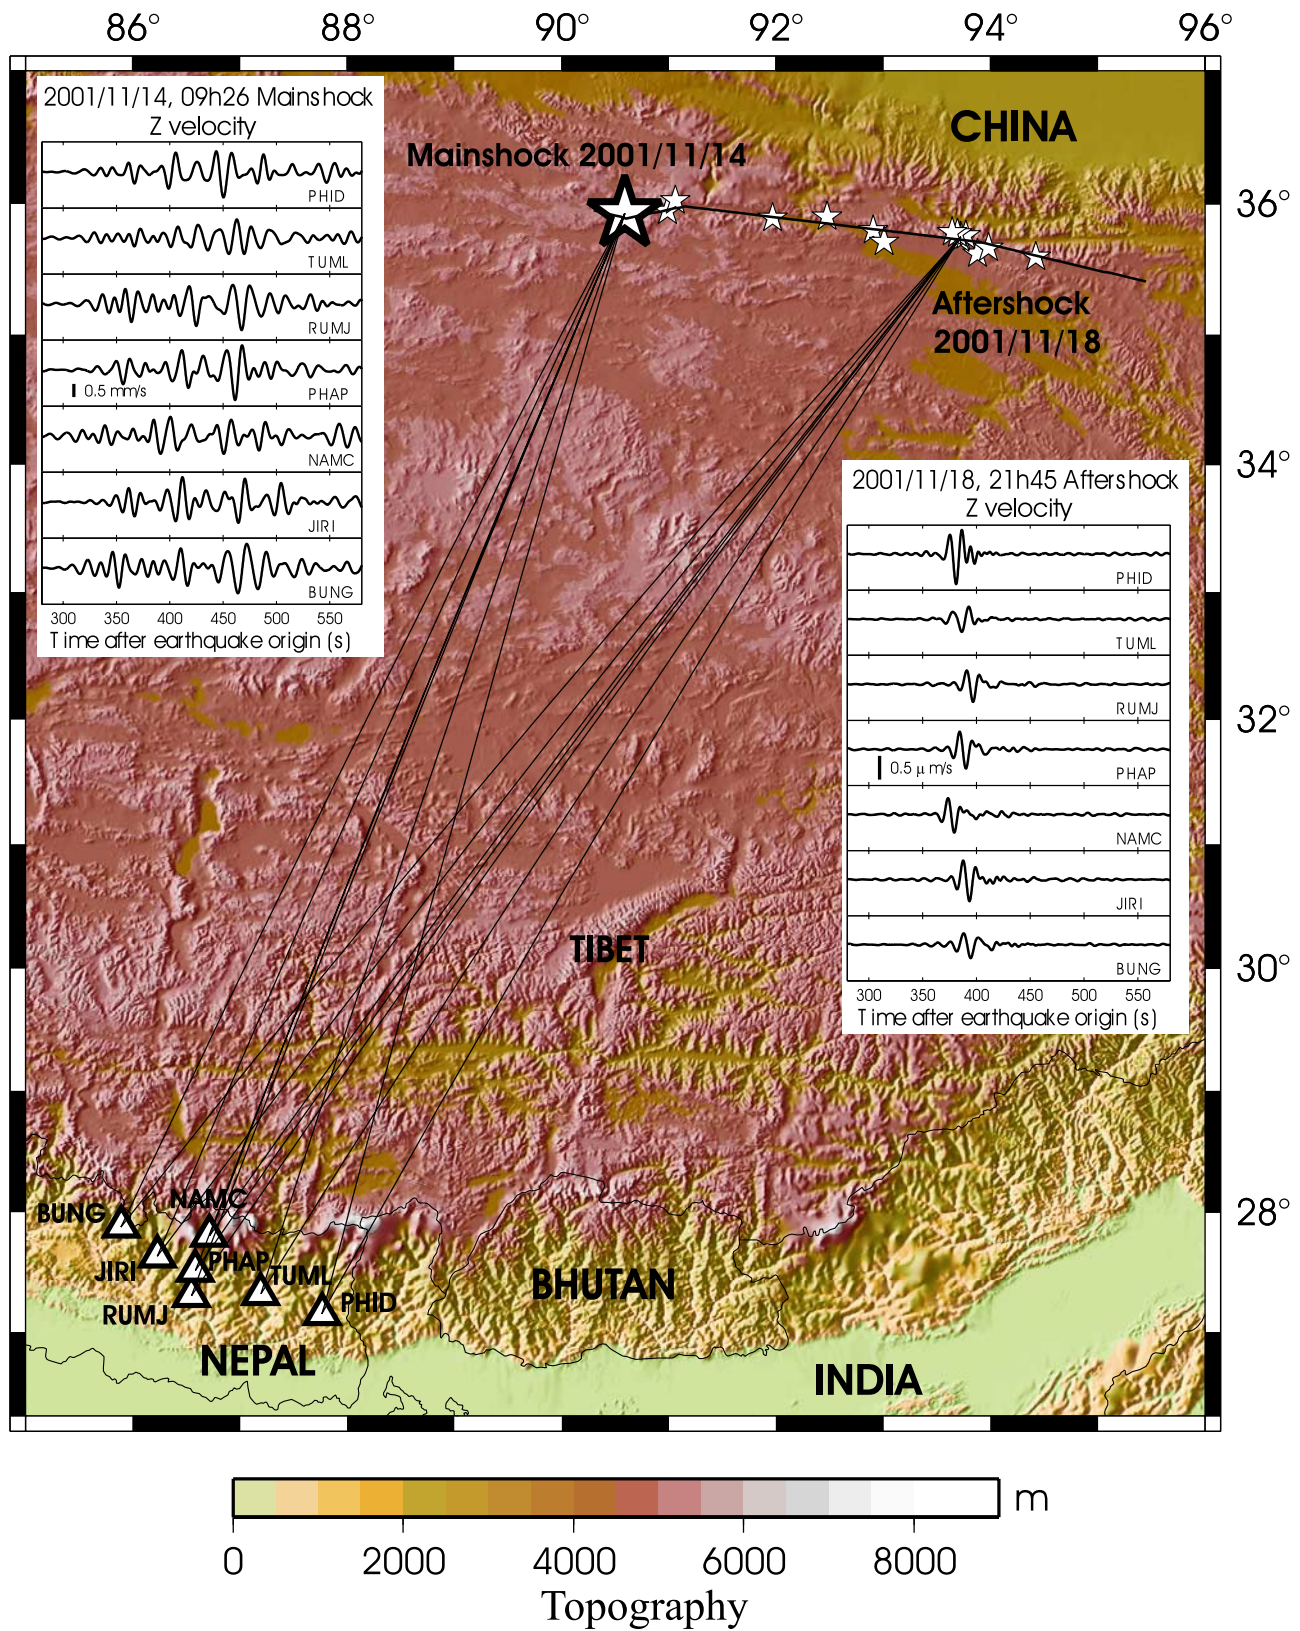 86° 88° 90° 92° 94° 96°
2001/11/14, 09h26 Mainshock
Z velocity
PHID
TUML
RUMJ
PHAP
0.5 mm/s
NAMC
JIRI
BUNG
300 350 400 450 500 550
Time after earthquake origin (s)
CHINA
Mainshock 2001/11/14
36°
Aftershock
2001/11/18
34°
2001/11/18, 21h45 Aftershock
Z velocity
PHID
TUML
RUMJ
PHAP
0.5 μ m/s
NAMC
JIRI
BUNG
300 350 400 450 500 550
Time after earthquake origin (s)
32°
TIBET
30°
NAMC
BUNG
28°
JIRI
PHAP
TUML
RUMJ
PHID
BHUTAN
NEPAL
INDIA
m
0 2000 4000 6000 8000
Topography